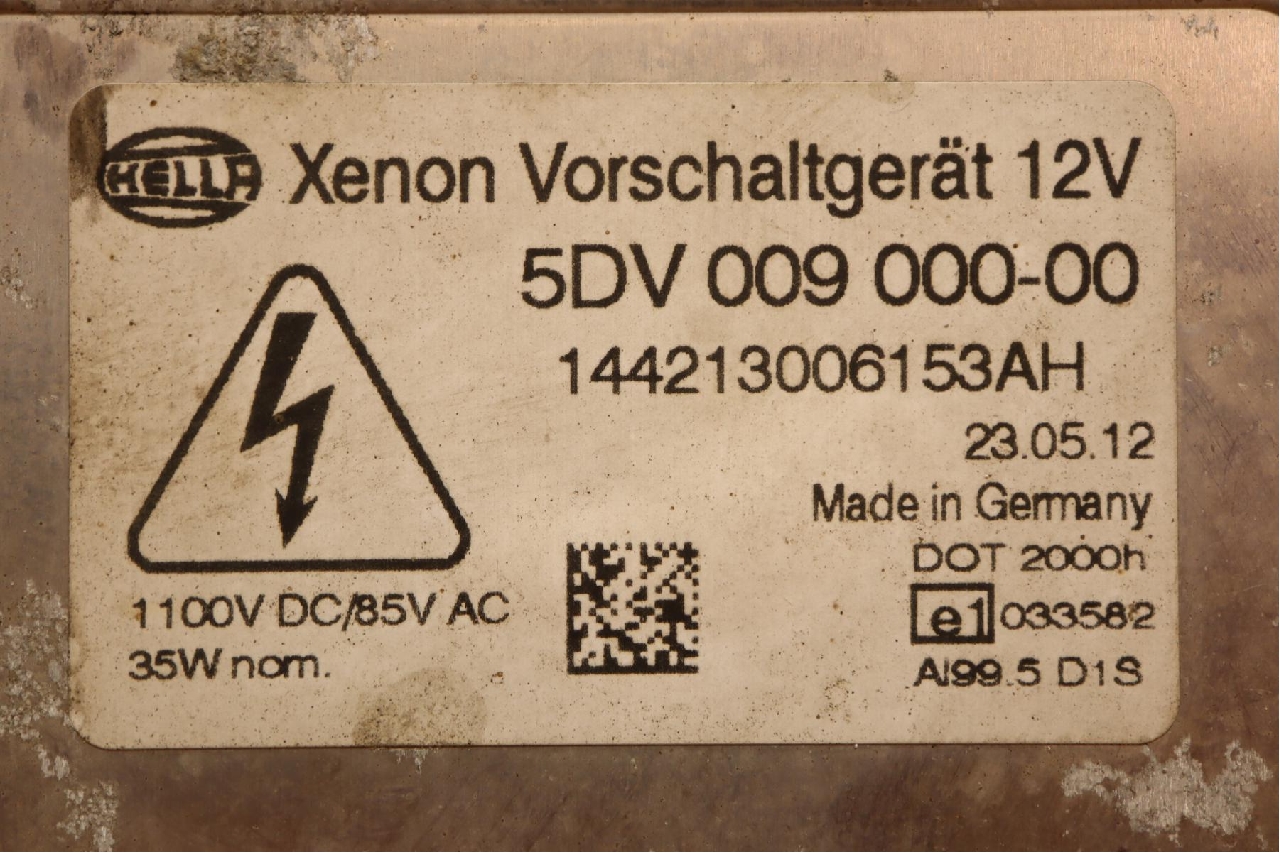 HELLA Xenon Vorschaltgerät 12V
5DV 009 000-00
144213006153AH
23.05.12
Made in Germany
DOT 2000h
1100V DC/85V AC
e1 033582
35W nom.
Al99.5 D1S